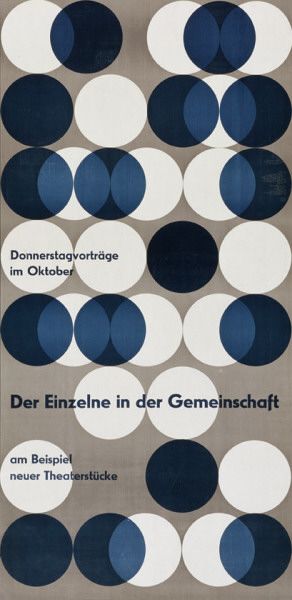 Donnerstagvorträge
im Oktober
Der Einzelne in der Gemeinschaft
am Beispiel
neuer Theaterstücke